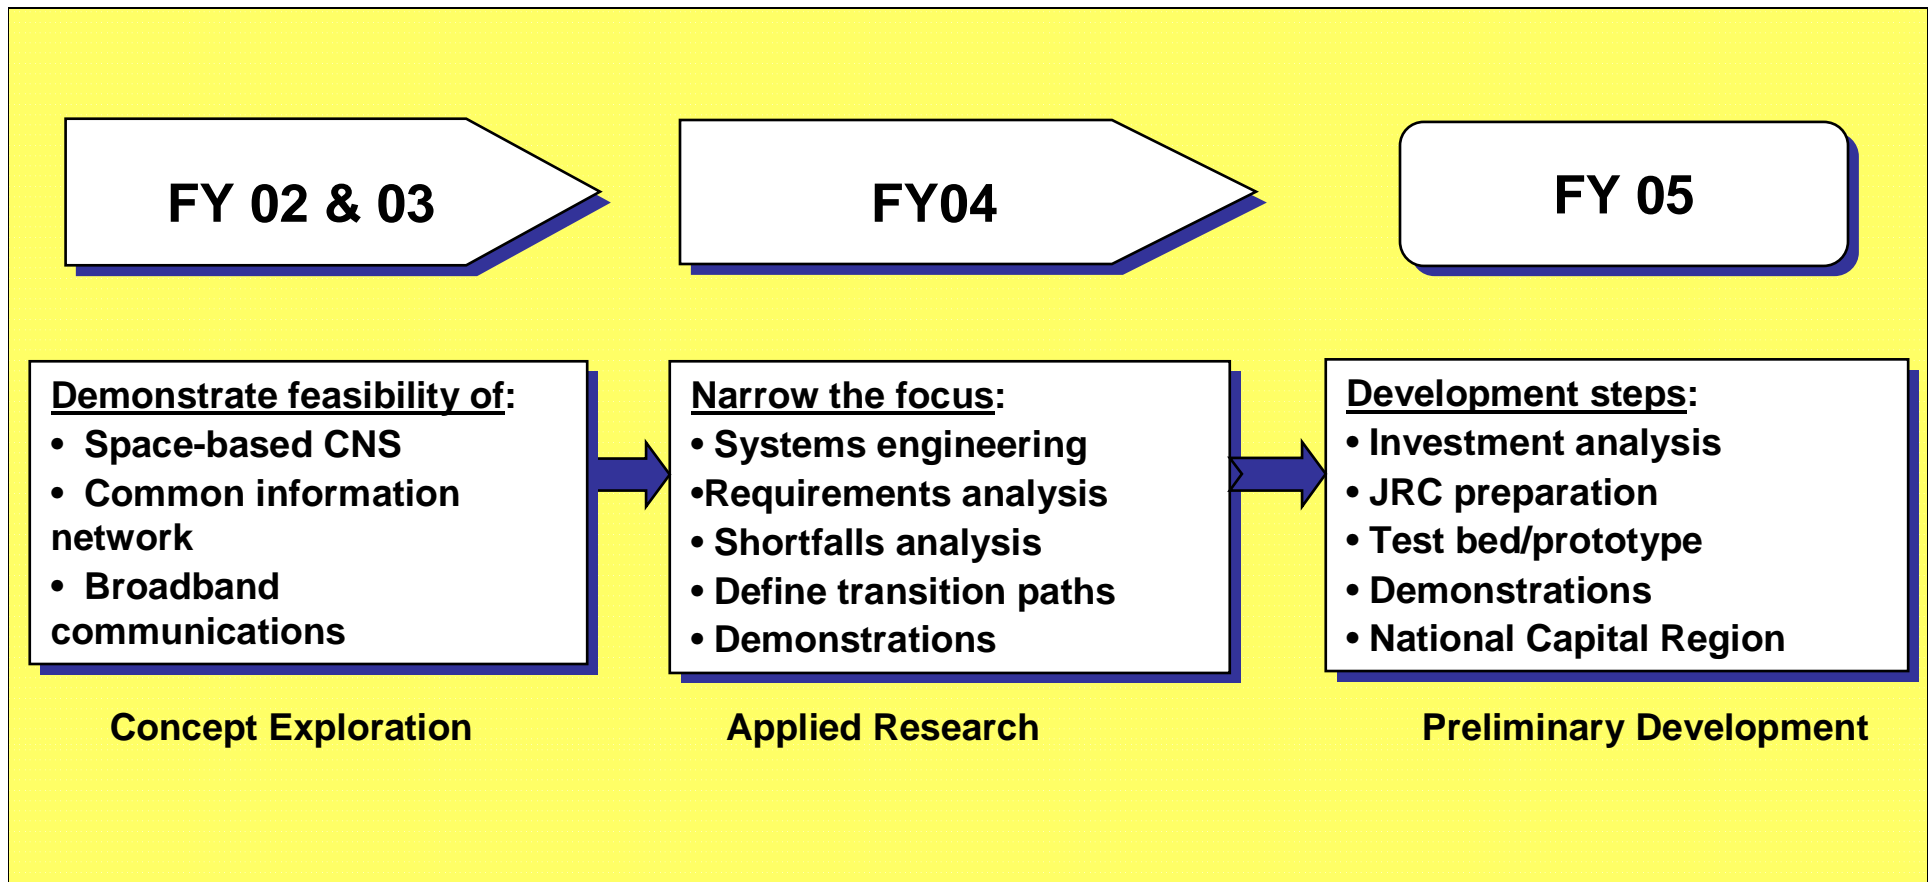 FY 02 & 03
FY04
FY 05
Demonstrate feasibility of:
• Space-based CNS
• Common information
network
• Broadband
communications
Narrow the focus:
• Systems engineering
•Requirements analysis
• Shortfalls analysis
• Define transition paths
• Demonstrations
Development steps:
• Investment analysis
• JRC preparation
• Test bed/prototype
• Demonstrations
• National Capital Region
Concept Exploration
Applied Research
Preliminary Development